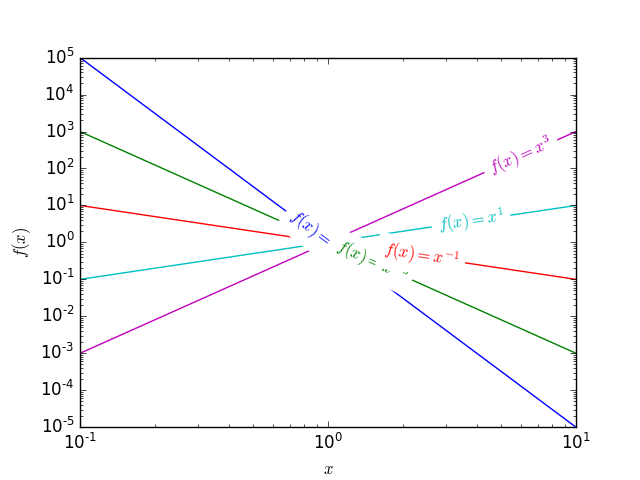 10^5
10^4
10^3
10^2
10^1
10^0
10^-1
10^-2
10^-3
10^-4
10^-5
f(x)
f(x) = x^3
f(x) = x^1
f(x) =
f(x) =
f(x) = x^-1
10^-1
10^0
10^1
x